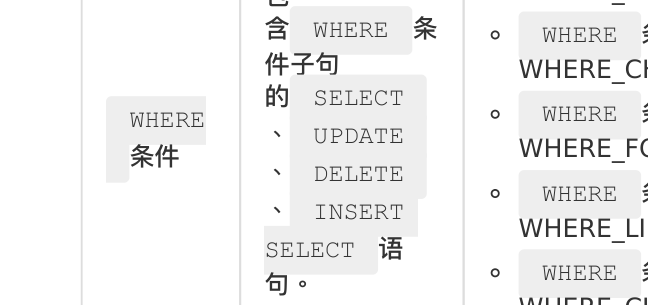 WHERE
条件
含 WHERE 条
件子句
的 SELECT
、 UPDATE
、 DELETE
、 INSERT
SELECT 语
句。
WHERE
WHERE_CH
WHERE
WHERE_FO
WHERE
WHERE_LI
WHERE